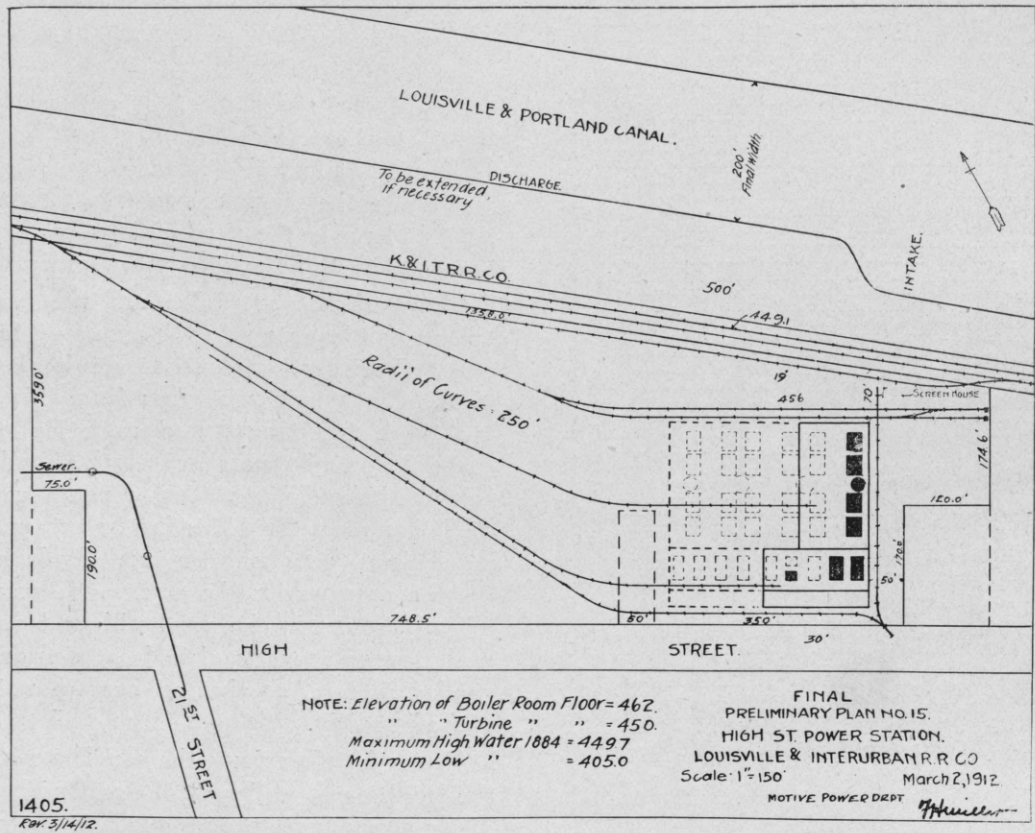 LOUISVILLE & PORTLAND CANAL.
200'
Final Width
DISCHARGE
To be extended,
if necessary
INTAKE.
K & I.T.R.R. CO.
500'
1358.6'
449.1
19'
Radii of Curves = 250'
456
70'
SCREEN HOUSE
359.0'
174.6'
Sewer.
75.0'
120.0'
190.0'
170.0'
50'
748.5'
60'
350'
30'
HIGH STREET.
21ST STREET
NOTE: Elevation of Boiler Room Floor = 462.
" " Turbine " " = 450.
Maximum High Water 1884 = 449.7
Minimum Low " = 405.0
FINAL
PRELIMINARY PLAN NO. 15.
HIGH ST. POWER STATION.
LOUISVILLE & INTERURBAN R.R CO
Scale: 1"=150'
March 2, 1912.
MOTIVE POWER DEPT
1405.
REV. 3/14/12.